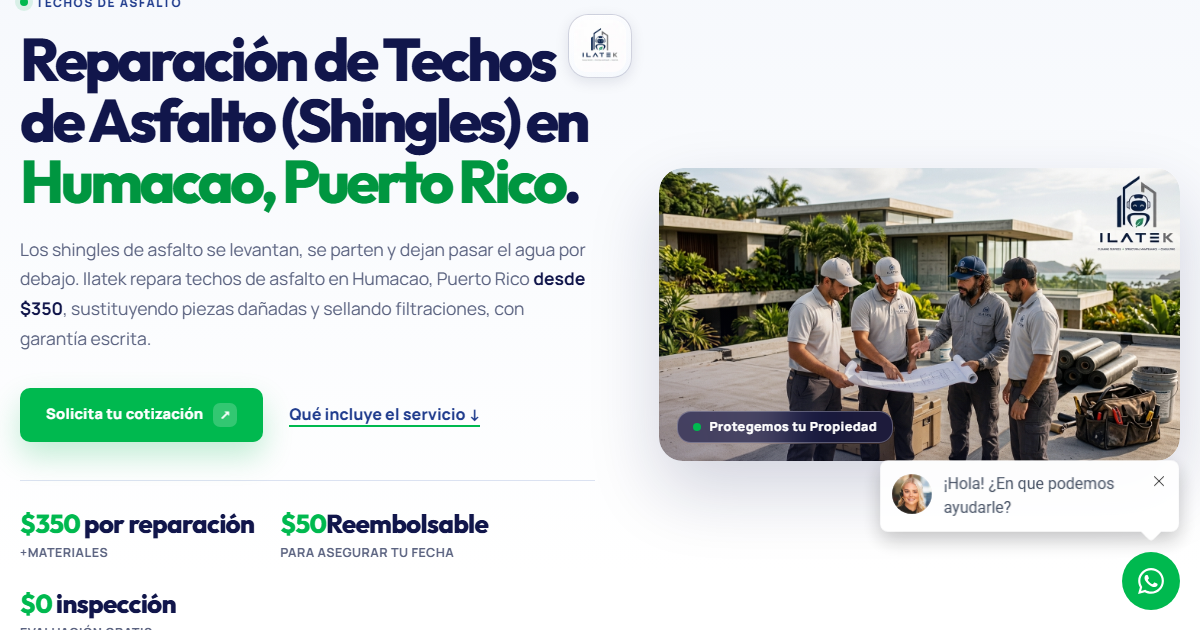 TECHOS DE ASFALTO
Reparación de Techos
de Asfalto (Shingles) en
Humacao, Puerto Rico.
ILATEK
Los shingles de asfalto se levantan, se parten y dejan pasar el agua por
debajo. Ilatek repara techos de asfalto en Humacao, Puerto Rico desde
$350, sustituyendo piezas dañadas y sellando filtraciones, con
garantía escrita.
Solicita tu cotización ↗
Qué incluye el servicio ↓
$350 por reparación
+MATERIALES
$50Reembolsable
PARA ASEGURAR TU FECHA
$0 inspección
EVALUACIÓN GRATIS
ILATEK
Protegemos tu Propiedad
¡Hola! ¿En que podemos
ayudarle?